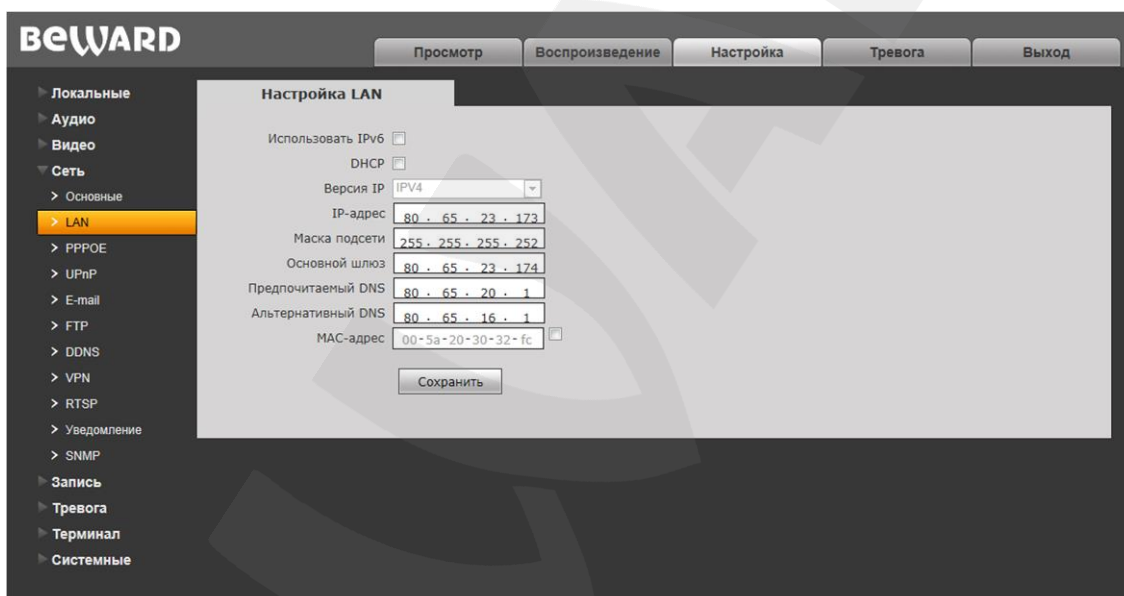 BEWARD
Просмотр Воспроизведение Настройка Тревога Выход
Локальные
Аудио
Видео
Сеть
> Основные
> LAN
> PPPOE
> UPnP
> E-mail
> FTP
> DDNS
> VPN
> RTSP
> Уведомление
> SNMP
Запись
Тревога
Терминал
Системные
Настройка LAN
Использовать IPv6
DHCP
Версия IP IPV4
IP-адрес 80 . 65 . 23 . 173
Маска подсети 255 . 255 . 255 . 252
Основной шлюз 80 . 65 . 23 . 174
Предпочитаемый DNS 80 . 65 . 20 . 1
Альтернативный DNS 80 . 65 . 16 . 1
MAC-адрес 00-5a-20-30-32-fc
Сохранить